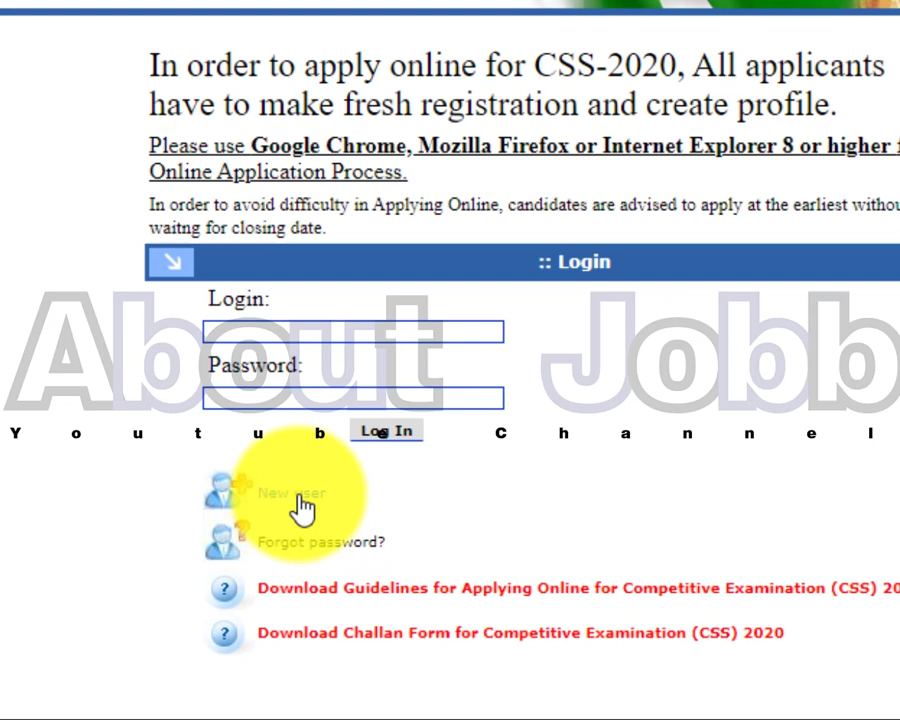 In order to apply online for CSS-2020, All applicants
have to make fresh registration and create profile.
Please use Google Chrome, Mozilla Firefox or Internet Explorer 8 or higher
Online Application Process.
In order to avoid difficulty in Applying Online, candidates are advised to apply at the earliest
waitng for closing date.
:: Login
Login:
About Jobb
Password:
Youtube Channel
Log In
New user
Forgot password?
Download Guidelines for Applying Online for Competitive Examination (CSS)
Download Challan Form for Competitive Examination (CSS) 2020